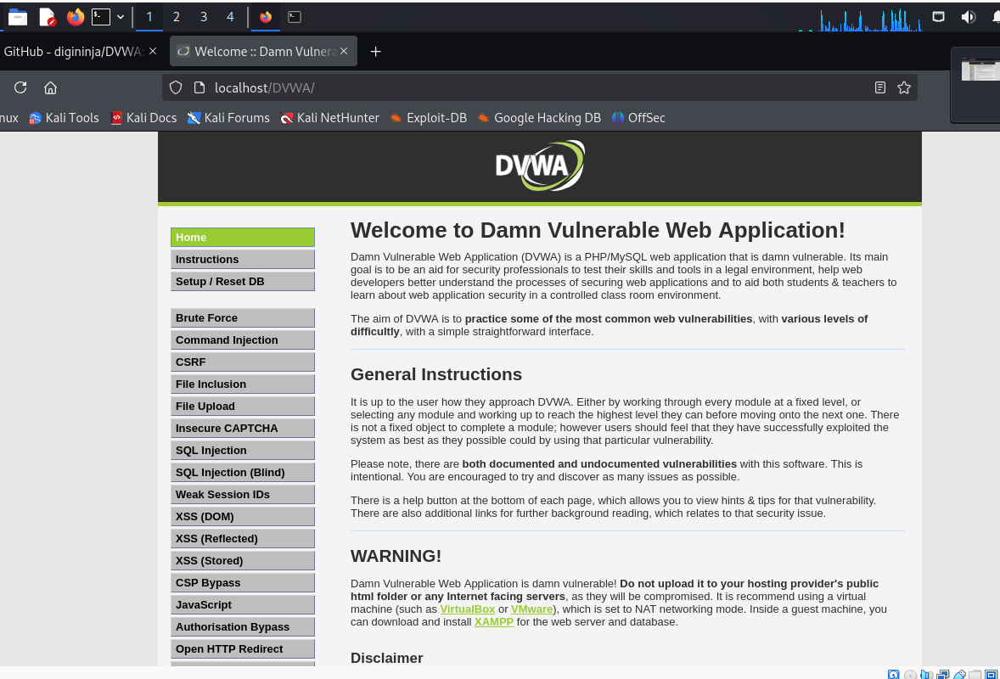 1 2 3 4
GitHub - digininja/DVWA:
Welcome :: Damn Vulnera
localhost/DVWA/
nux Kali Tools Kali Docs Kali Forums Kali NetHunter Exploit-DB Google Hacking DB OffSec
DVWA
Home
Instructions
Setup / Reset DB
Brute Force
Command Injection
CSRF
File Inclusion
File Upload
Insecure CAPTCHA
SQL Injection
SQL Injection (Blind)
Weak Session IDs
XSS (DOM)
XSS (Reflected)
XSS (Stored)
CSP Bypass
JavaScript
Authorisation Bypass
Open HTTP Redirect
Welcome to Damn Vulnerable Web Application!
Damn Vulnerable Web Application (DVWA) is a PHP/MySQL web application that is damn vulnerable. Its main
goal is to be an aid for security professionals to test their skills and tools in a legal environment, help web
developers better understand the processes of securing web applications and to aid both students & teachers to
learn about web application security in a controlled class room environment.
The aim of DVWA is to practice some of the most common web vulnerabilities, with various levels of
difficultly, with a simple straightforward interface.
General Instructions
It is up to the user how they approach DVWA. Either by working through every module at a fixed level, or
selecting any module and working up to reach the highest level they can before moving onto the next one. There
is not a fixed object to complete a module; however users should feel that they have successfully exploited the
system as best as they possible could by using that particular vulnerability.
Please note, there are both documented and undocumented vulnerabilities with this software. This is
intentional. You are encouraged to try and discover as many issues as possible.
There is a help button at the bottom of each page, which allows you to view hints & tips for that vulnerability.
There are also additional links for further background reading, which relates to that security issue.
WARNING!
Damn Vulnerable Web Application is damn vulnerable! Do not upload it to your hosting provider's public
html folder or any Internet facing servers, as they will be compromised. It is recommend using a virtual
machine (such as VirtualBox or VMware), which is set to NAT networking mode. Inside a guest machine, you
can download and install XAMPP for the web server and database.
Disclaimer